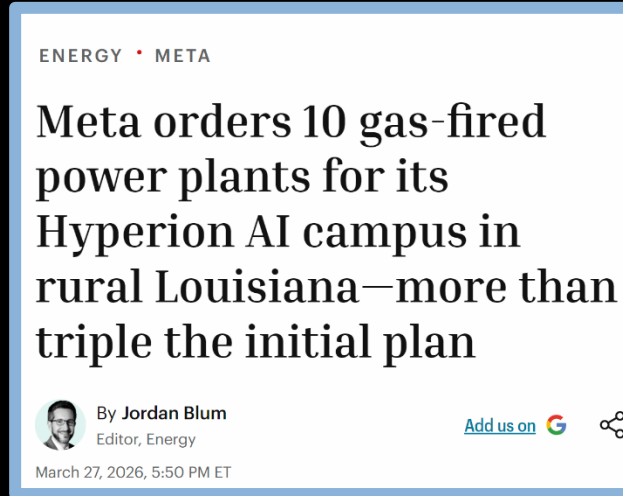 ENERGY • META
Meta orders 10 gas-fired
power plants for its
Hyperion AI campus in
rural Louisiana—more than
triple the initial plan
By Jordan Blum
Editor, Energy
Add us on
March 27, 2026, 5:50 PM ET